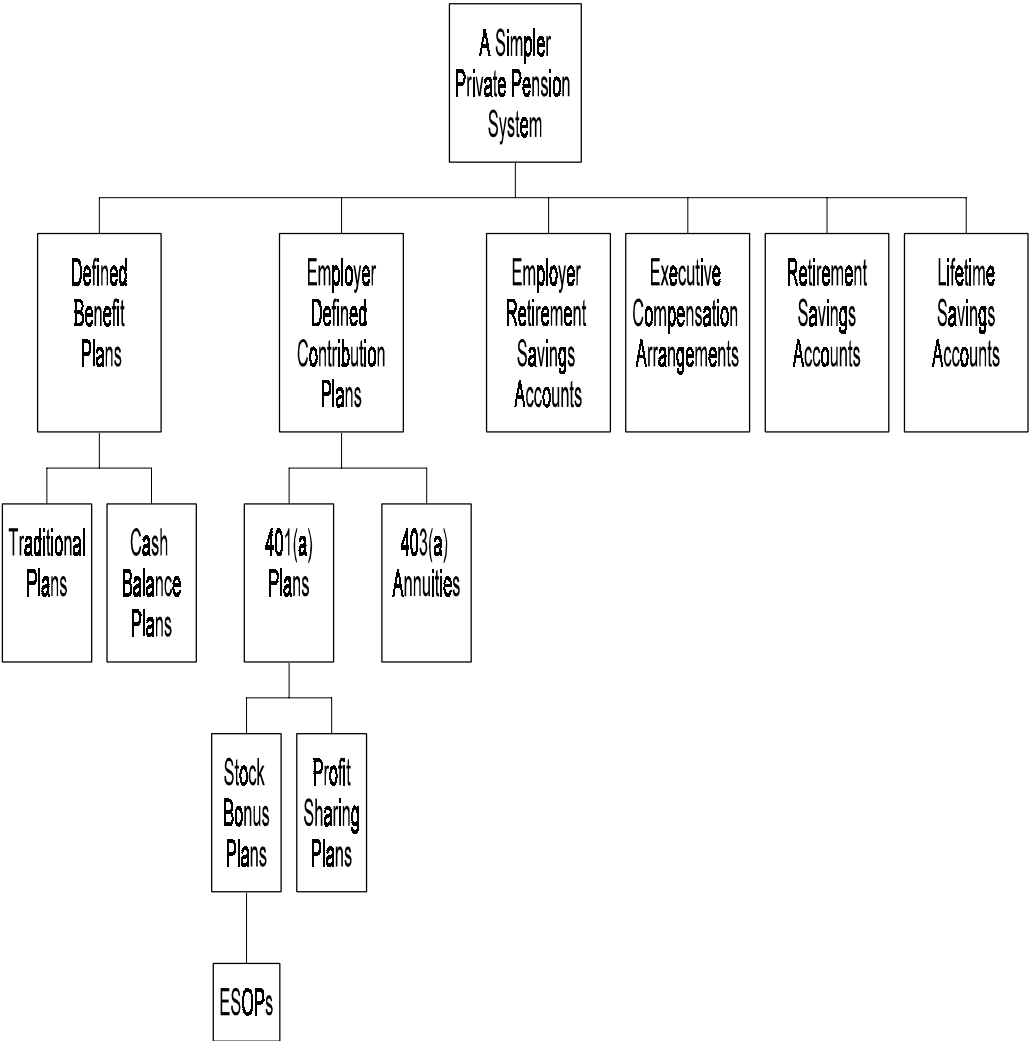 A Simpler
Private Pension
System
Defined
Benefit
Plans
Employer
Defined
Contribution
Plans
Employer
Retirement
Savings
Accounts
Executive
Compensation
Arrangements
Retirement
Savings
Accounts
Lifetime
Savings
Accounts
Traditional
Plans
Cash
Balance
Plans
401(a)
Plans
403(a)
Annuities
Stock
Bonus
Plans
Profit
Sharing
Plans
ESOPs